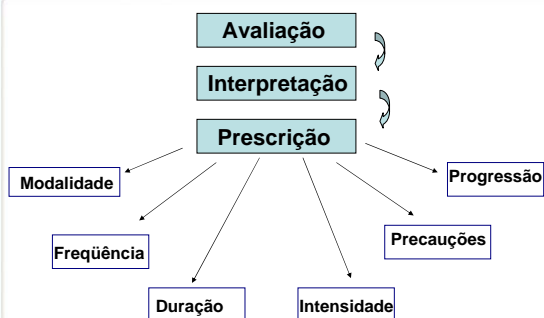 Avaliação
Interpretação
Prescrição
Modalidade
Progressão
Freqüência
Precauções
Duração
Intensidade